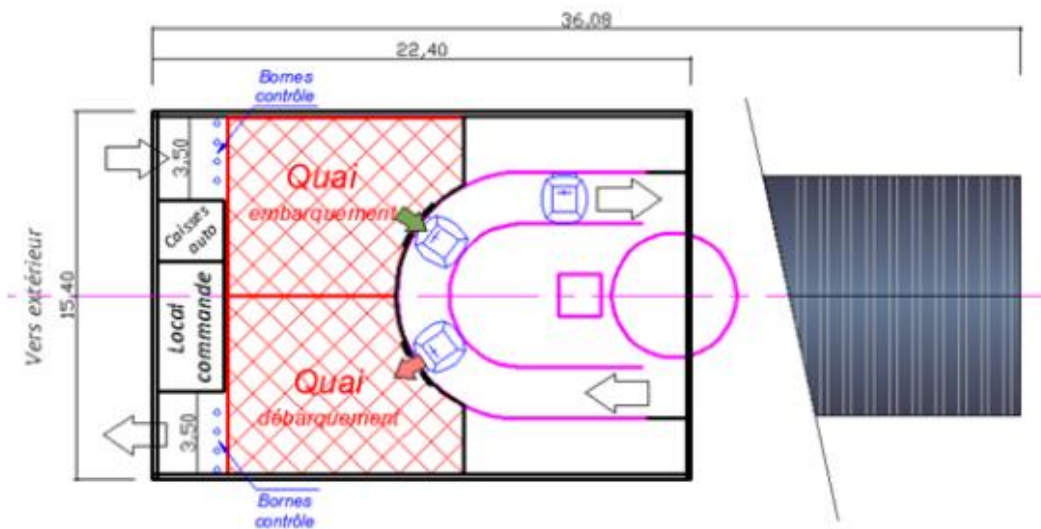 36,08
22,40
Bornes
contrôle
3,50
Quai
embarquement
Caisses
auto
Vers extérieur
15,40
Local
commande
Quai
débarquement
3,50
Bornes
contrôle